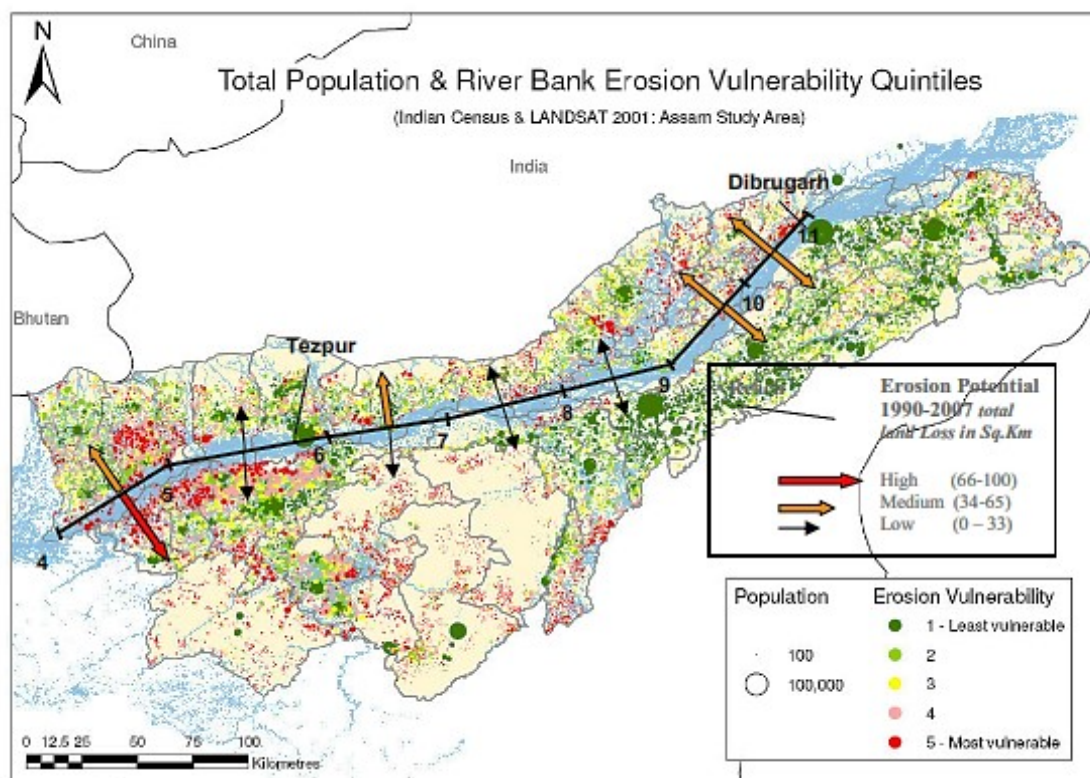 N
China
Total Population & River Bank Erosion Vulnerability Quintiles
(Indian Census & LANDSAT 2001: Assam Study Area)
India
Dibrugarh
11
10
Bhutan
Tezpur
9
8
7
6
5
4
Erosion Potential
1990-2007 total
land Loss in Sq.Km
High (66-100)
Medium (34-65)
Low (0 – 33)
Population
100
100,000
Erosion Vulnerability
1 - Least vulnerable
2
3
4
5 - Most vulnerable
0 12.5 25 50 75 100
Kilometres